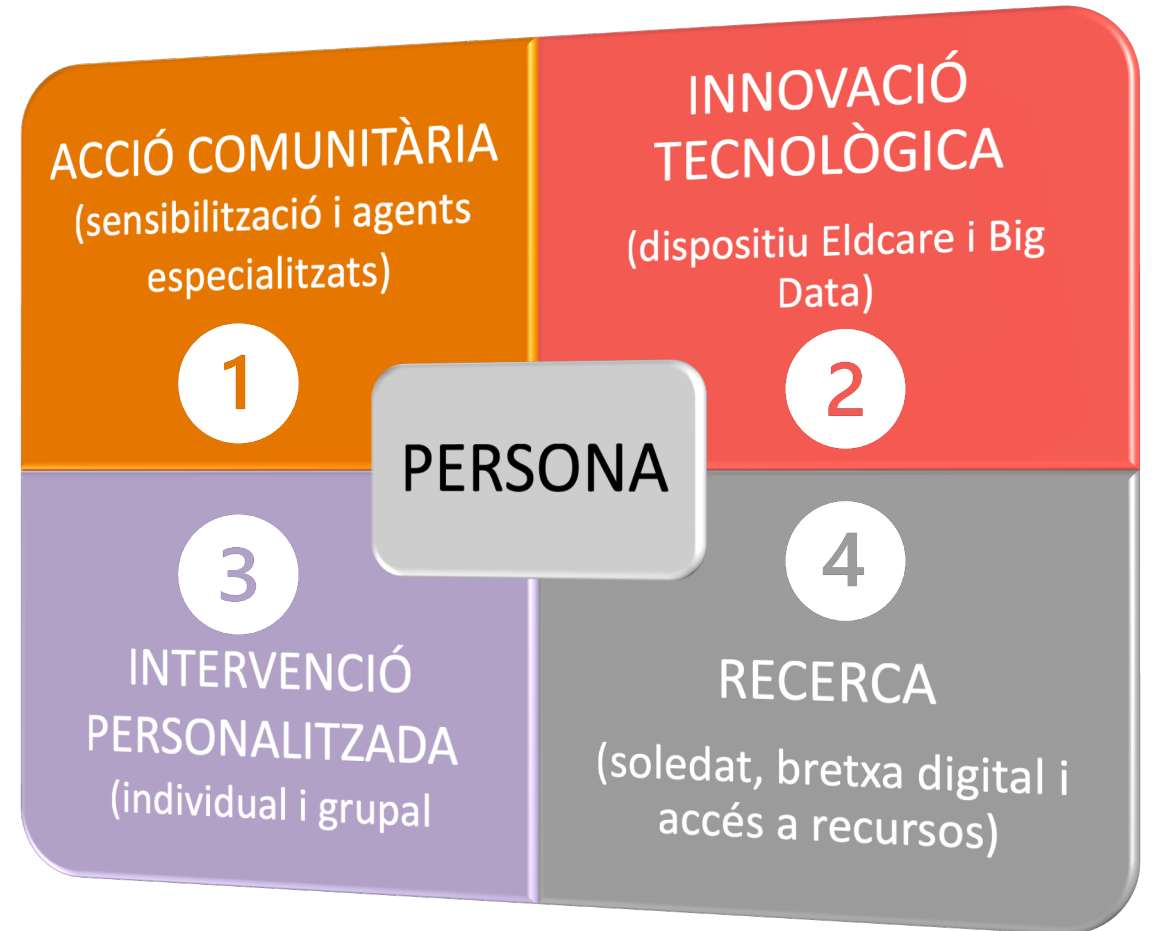 ACCIÓ COMUNITÀRIA
(sensibilització i agents
especialitzats)
1
INNOVACIÓ
TECNOLÒGICA
(dispositiu Eldcare i Big
Data)
2
PERSONA
3
INTERVENCIÓ
PERSONALITZADA
(individual i grupal
4
RECERCA
(soledat, bretxa digital i
accés a recursos)